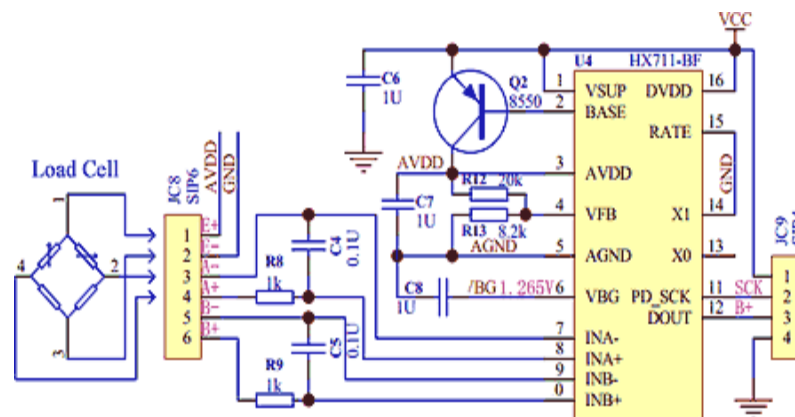 VCC
U4 HX711-BF
C6
1U
Q2
8550
1 VSUP DVDD 16
2 BASE
RATE 15
GND
AVDD 3 AVDD
R12 20k
C7
1U
4 VFB X1 14
R13 8.2k
AGND 5 AGND X0 13
C8
1U
/BG 1.265V 6 VBG PD_SCK 11 SCK
DOUT 12 B+
7 INA-
8 INA+
9 INB-
0 INB+
Load Cell
1
2
3
4
JC8
SIP6
AVDD
GND
1 E+
2 E-
3 A-
4 A+
5 B-
6 B+
R8
1k
C4
0.1U
R9
1k
C5
0.1U
JC9
1
2
3
4